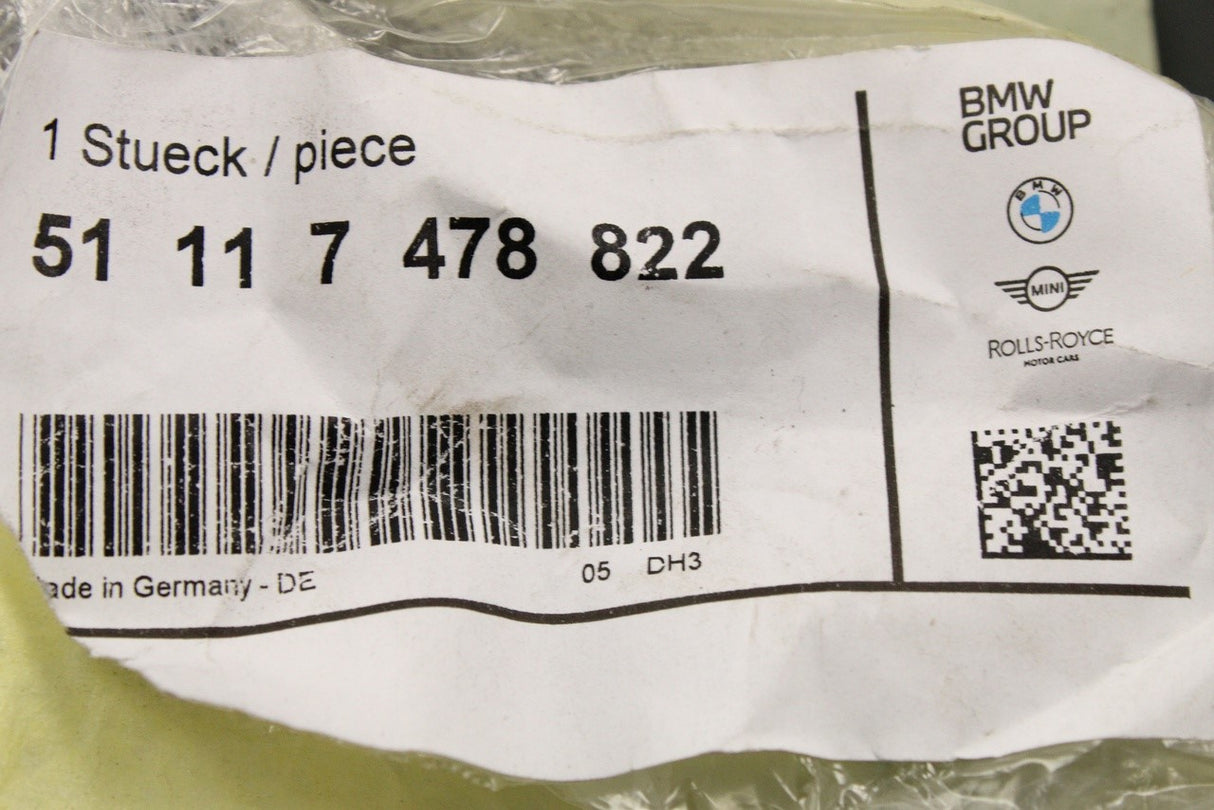 1 Stueck / piece
51 11 7 478 822
ade in Germany - DE
05 DH3
BMW
GROUP
BMW
MINI
ROLLS-ROYCE
MOTOR CARS